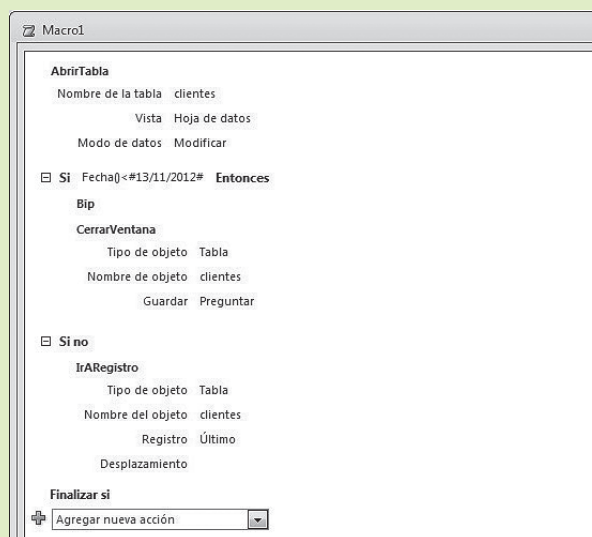 Macro1
AbrirTabla
Nombre de la tabla clientes
Vista Hoja de datos
Modo de datos Modificar
Si Fecha()<#13/11/2012# Entonces
Bip
CerrarVentana
Tipo de objeto Tabla
Nombre de objeto clientes
Guardar Preguntar
Si no
IrARegistro
Tipo de objeto Tabla
Nombre del objeto clientes
Registro Último
Desplazamiento
Finalizar si
Agregar nueva acción